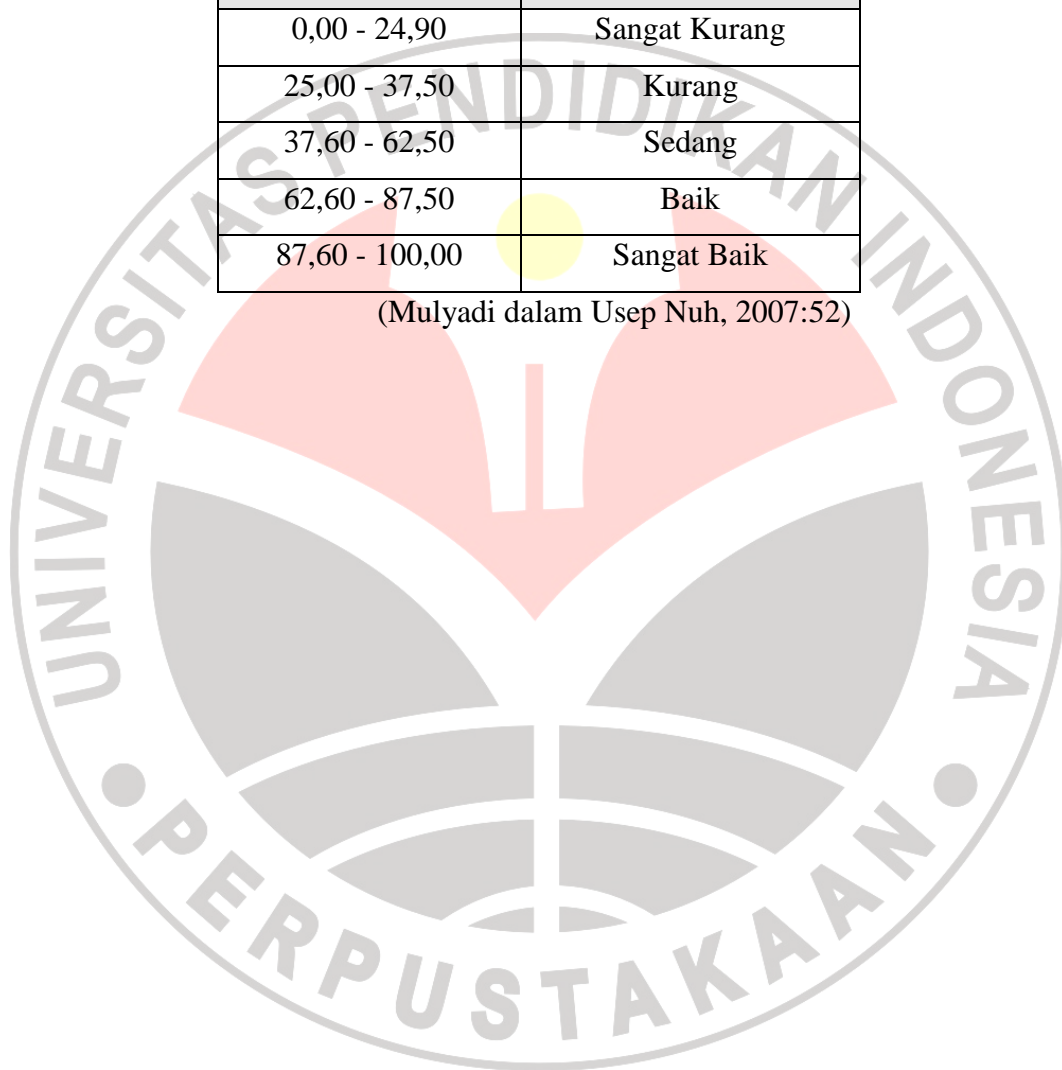 0,00 - 24,90 Sangat Kurang
25,00 - 37,50 Kurang
37,60 - 62,50 Sedang
62,60 - 87,50 Baik
87,60 - 100,00 Sangat Baik
(Mulyadi dalam Usep Nuh, 2007:52)
UNIVERSITAS PENDIDIKAN INDONESIA
PERPUSTAKAAN